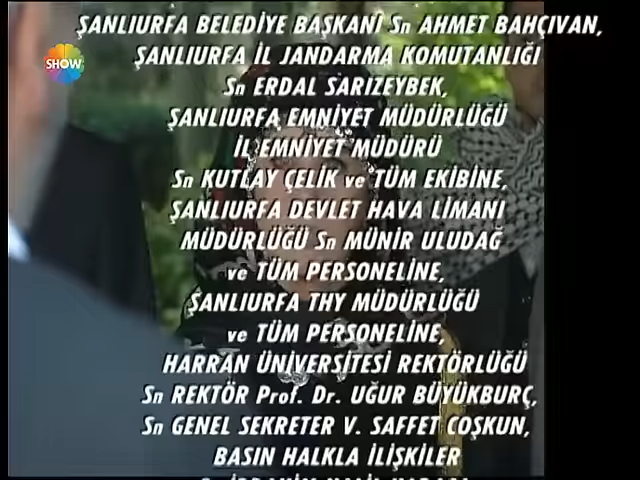 ŞANLIURFA BELEDİYE BAŞKANI Sn AHMET BAHÇIVAN,
SHOW
ŞANLIURFA İL JANDARMA KOMUTANLIĞI
Sn ERDAL SARIZEYBEK,
ŞANLIURFA EMNİYET MÜDÜRLÜĞÜ
İL EMNİYET MÜDÜRÜ
Sn KUTLAY ÇELİK ve TÜM EKİBİNE,
ŞANLIURFA DEVLET HAVA LİMANI
MÜDÜRLÜĞÜ Sn MÜNİR ULUDAĞ
ve TÜM PERSONELİNE,
ŞANLIURFA THY MÜDÜRLÜĞÜ
ve TÜM PERSONELİNE,
HARRAN ÜNİVERSİTESİ REKTÖRLÜĞÜ
Sn REKTÖR Prof. Dr. UĞUR BÜYÜKBURÇ,
Sn GENEL SEKRETER V. SAFFET COŞKUN,
BASIN HALKLA İLİŞKİLER